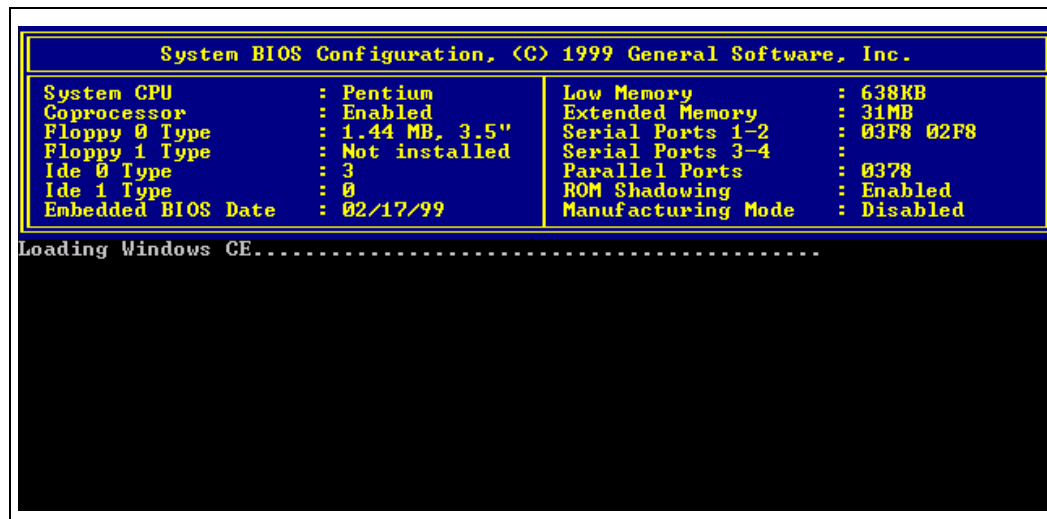 System BIOS Configuration, (C) 1999 General Software, Inc.
System CPU : Pentium
Coprocessor : Enabled
Floppy 0 Type : 1.44 MB, 3.5"
Floppy 1 Type : Not installed
Ide 0 Type : 3
Ide 1 Type : 0
Embedded BIOS Date : 02/17/99
Low Memory : 638KB
Extended Memory : 31MB
Serial Ports 1-2 : 03F8 02F8
Serial Ports 3-4 :
Parallel Ports : 0378
ROM Shadowing : Enabled
Manufacturing Mode : Disabled
Loading Windows CE............................................